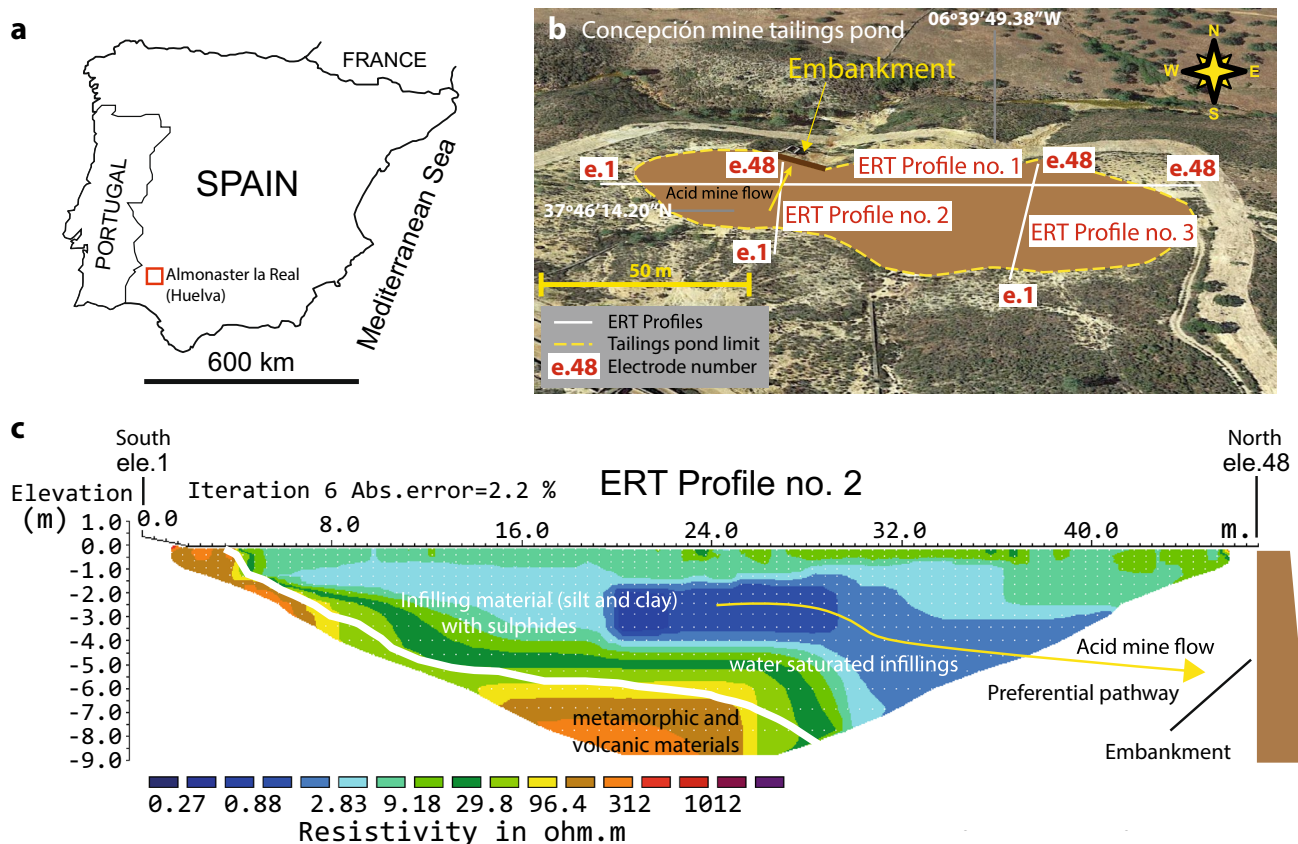 a
FRANCE
PORTUGAL
SPAIN
Mediterranean Sea
Almonaster la Real
(Huelva)
600 km
b Concepción mine tailings pond
06º39'49.38"W
N
W E
S
Embankment
e.1
e.48
ERT Profile no. 1
e.48
e.48
Acid mine flow
37º46'14.20"N
ERT Profile no. 2
ERT Profile no. 3
e.1
e.1
50 m
ERT Profiles
Tailings pond limit
e.48 Electrode number
c
South
ele.1
North
ele.48
Elevation
(m)
Iteration 6 Abs.error=2.2 %
ERT Profile no. 2
0.0 8.0 16.0 24.0 32.0 40.0 m.
1.0
0.0
-1.0
-2.0
-3.0
-4.0
-5.0
-6.0
-7.0
-8.0
-9.0
Infilling material (silt and clay)
with sulphides
water saturated infillings
Acid mine flow
Preferential pathway
Embankment
metamorphic and
volcanic materials
0.27 0.88 2.83 9.18 29.8 96.4 312 1012
Resistivity in ohm.m